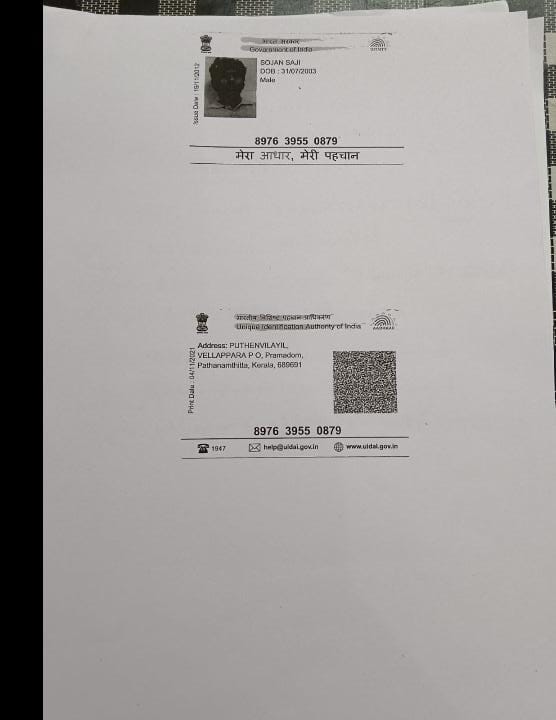 भारत सरकार
Government of India
Issue Date : 19/11/2012
SOJAN SAJI
DOB : 31/07/2003
Male
8976 3955 0879
मेरा आधार, मेरी पहचान
भारतीय विशिष्ट पहचान प्राधिकरण
Unique Identification Authority of India
AADHAAR
Print Date : 04/11/2021
Address: PUTHENVILAYIL,
VELLAPPARA P O, Pramadom,
Pathanamthitta, Kerala, 689691
8976 3955 0879
1947
help@uidai.gov.in
www.uidai.gov.in